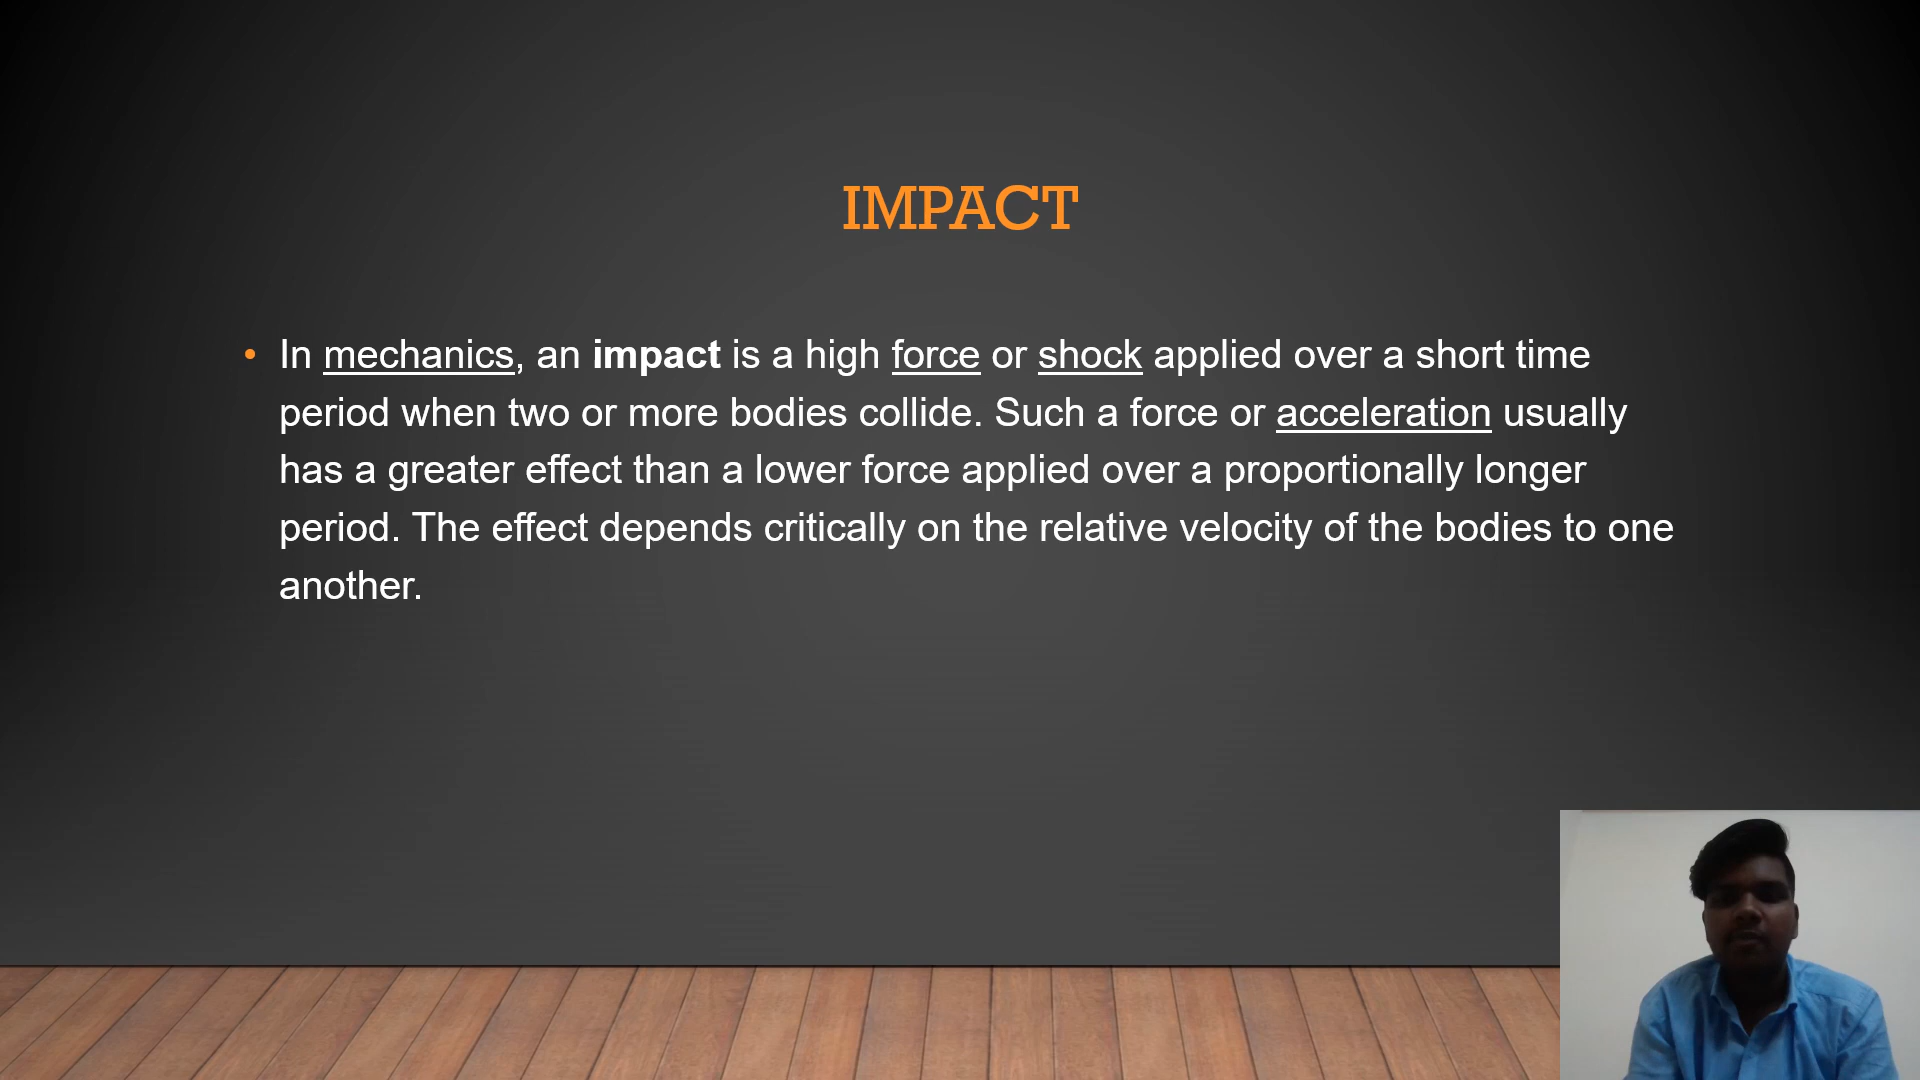 IMPACT
• In mechanics, an impact is a high force or shock applied over a short time
period when two or more bodies collide. Such a force or acceleration usually
has a greater effect than a lower force applied over a proportionally longer
period. The effect depends critically on the relative velocity of the bodies to one
another.